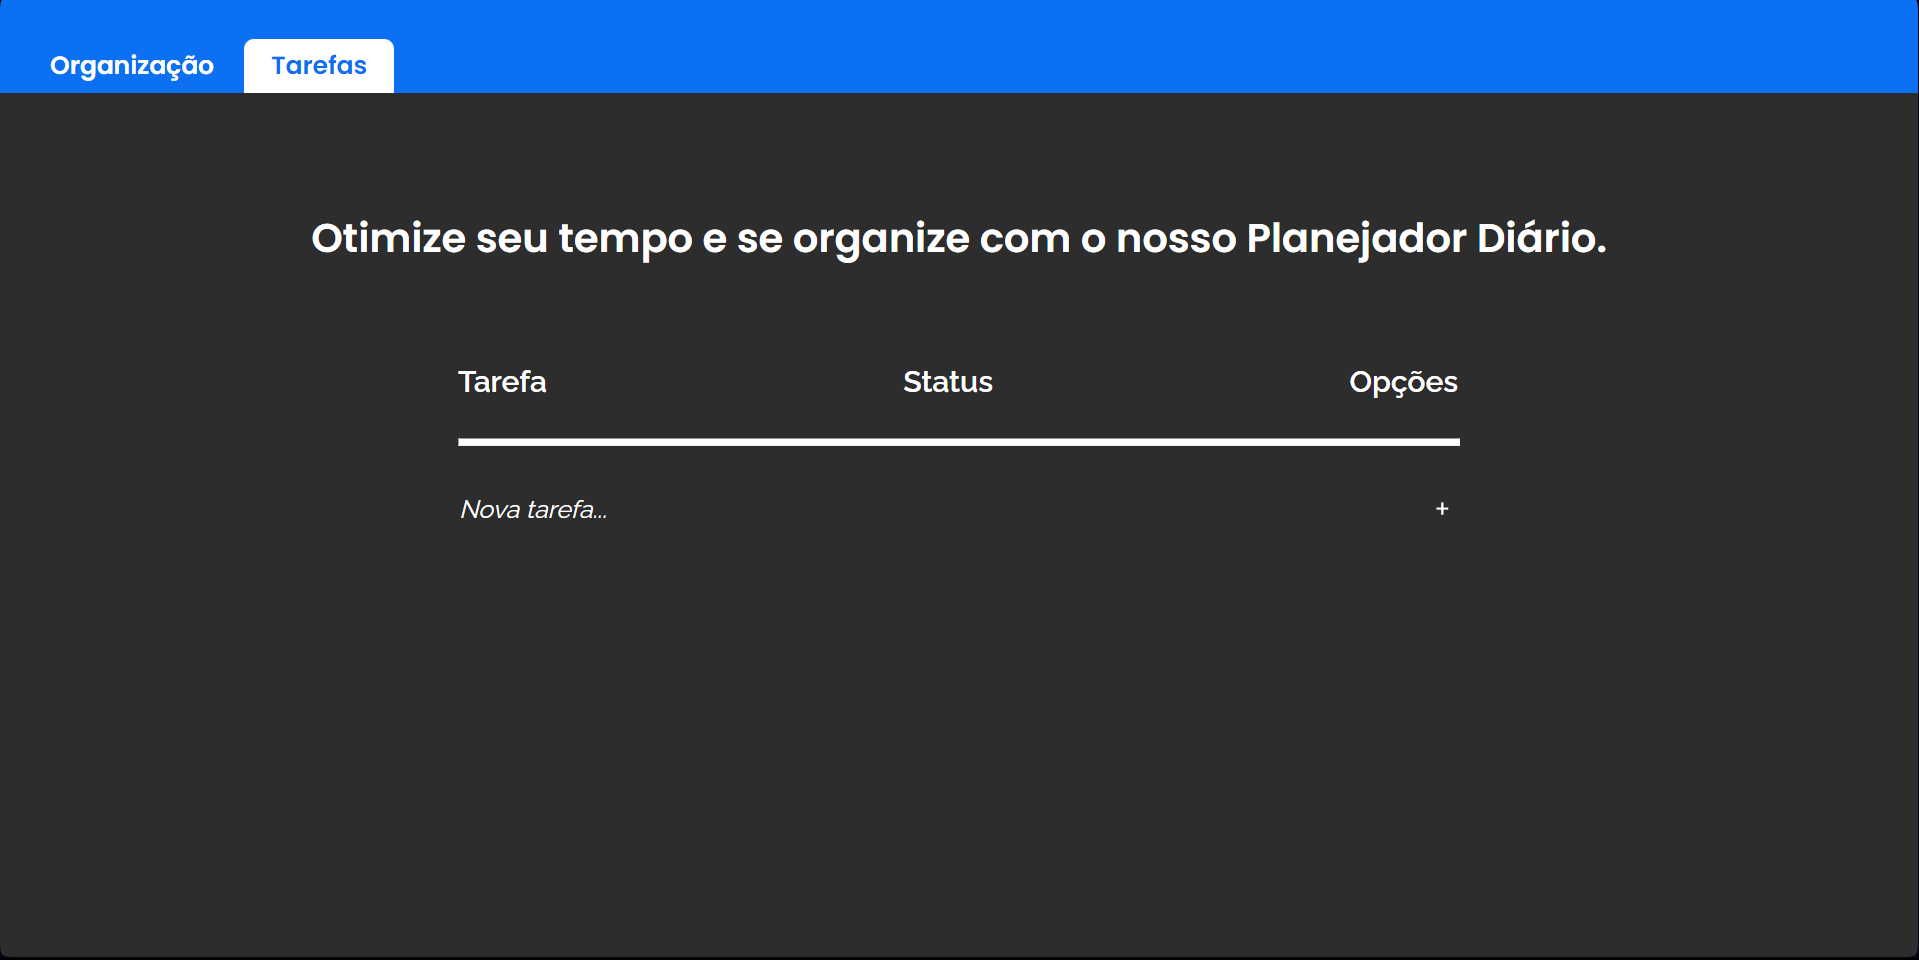 Organização Tarefas
Otimize seu tempo e se organize com o nosso Planejador Diário.
Tarefa Status Opções
Nova tarefa... +